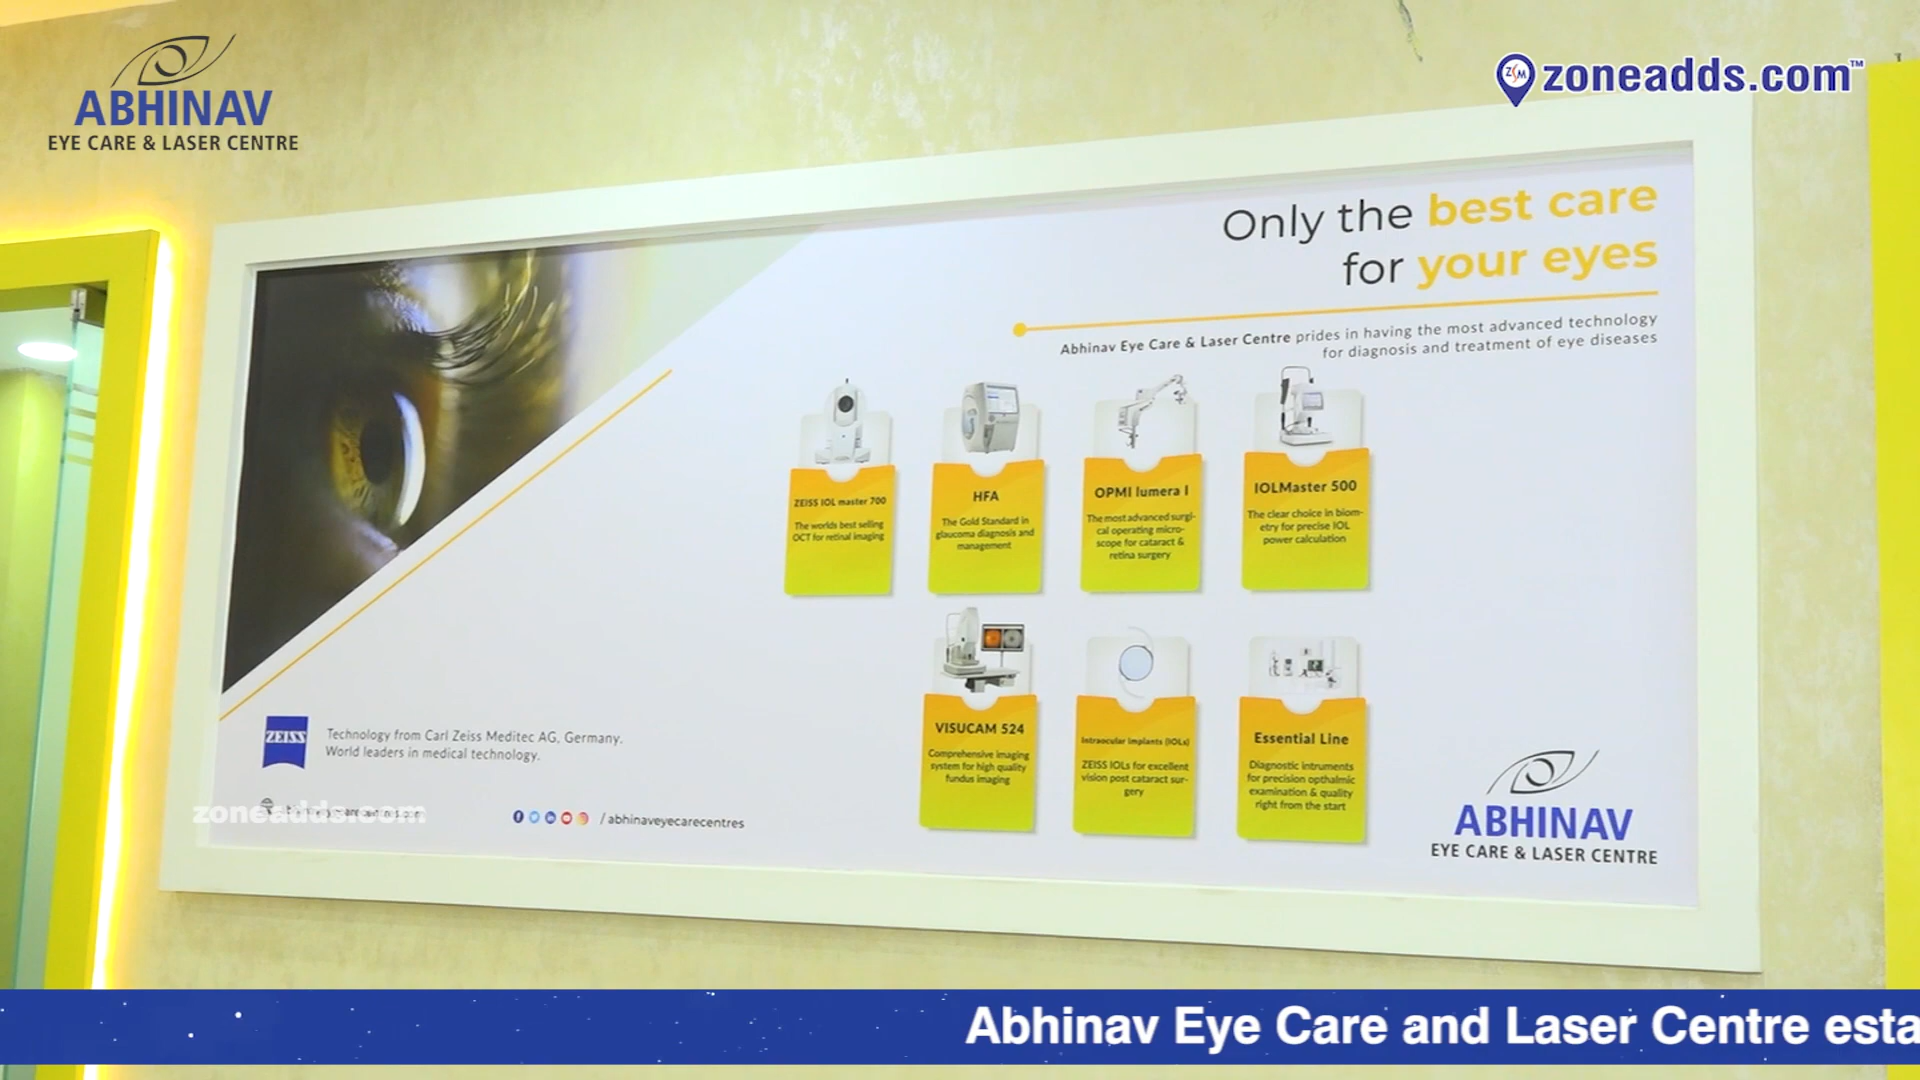 ABHINAV
EYE CARE & LASER CENTRE
ZSM
zoneadds.com™
Only the best care
for your eyes
Abhinav Eye Care & Laser Centre prides in having the most advanced technology
for diagnosis and treatment of eye diseases
ZEISS IOL master 700
The worlds best selling
OCT for retinal imaging
HFA
The Gold Standard in
glaucoma diagnosis and
management
OPMI lumera I
The most advanced surgi-
cal operating micro-
scope for cataract &
retina surgery
IOLMaster 500
The clear choice in biom-
etry for precise IOL
power calculation
VISUCAM 524
Comprehensive imaging
system for high quality
fundus imaging
Intraocular Implants (IOLs)
ZEISS IOLs for excellent
vision post cataract sur-
gery
Essential Line
Diagnostic intruments
for precision opthalmic
examination & quality
right from the start
ZEISS
Technology from Carl Zeiss Meditec AG, Germany.
World leaders in medical technology.
zoneadds.com
/abhinaveyecarecentres
ABHINAV
EYE CARE & LASER CENTRE
Abhinav Eye Care and Laser Centre esta